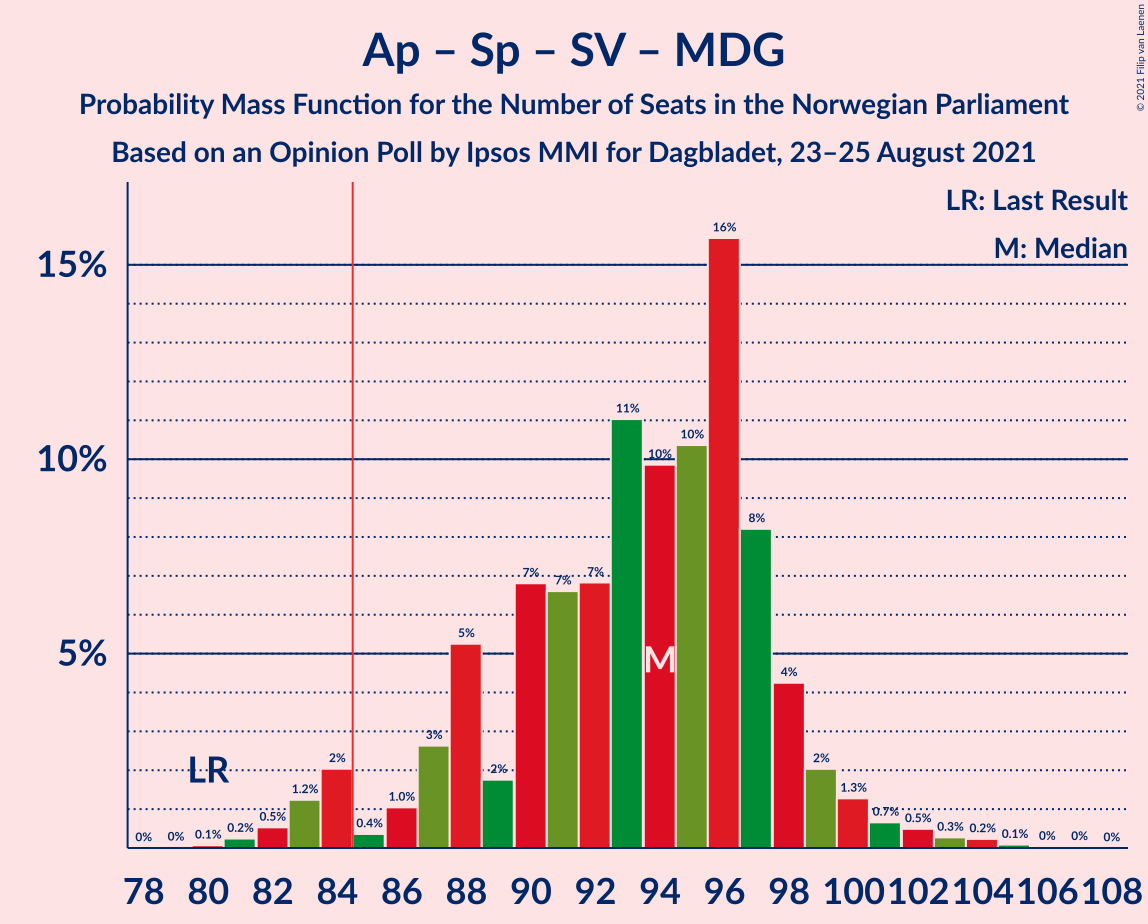 Ap – Sp – SV – MDG
Probability Mass Function for the Number of Seats in the Norwegian Parliament
Based on an Opinion Poll by Ipsos MMI for Dagbladet, 23–25 August 2021
© 2021 Filip van Laenen
LR: Last Result
M: Median
15%
10%
5%
0% 0% 0.1% 0.2% 0.5% 1.2% 2% 0.4% 1.0% 3% 5% 2% 7% 7% 7% 11% 10% 10% 16% 8% 4% 2% 1.3% 0.7% 0.5% 0.3% 0.2% 0.1% 0% 0% 0%
LR
M
78 80 82 84 86 88 90 92 94 96 98 100 102 104 106 108